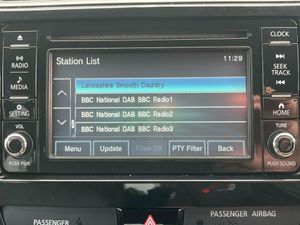 Station List
11:29
CLOCK
RADIO
Lancashire Smooth Country
SEEK
TRACK
MEDIA
BBC National DAB BBC Radio1
BBC National DAB BBC Radio2
SETTING
HOME
BBC National DAB BBC Radio3
TUNE
Menu
Update
Filter Off
PTY Filter
Back
PUSH PWR
PUSH SOUND
PASSENGER
PASSENGER AIRBAG